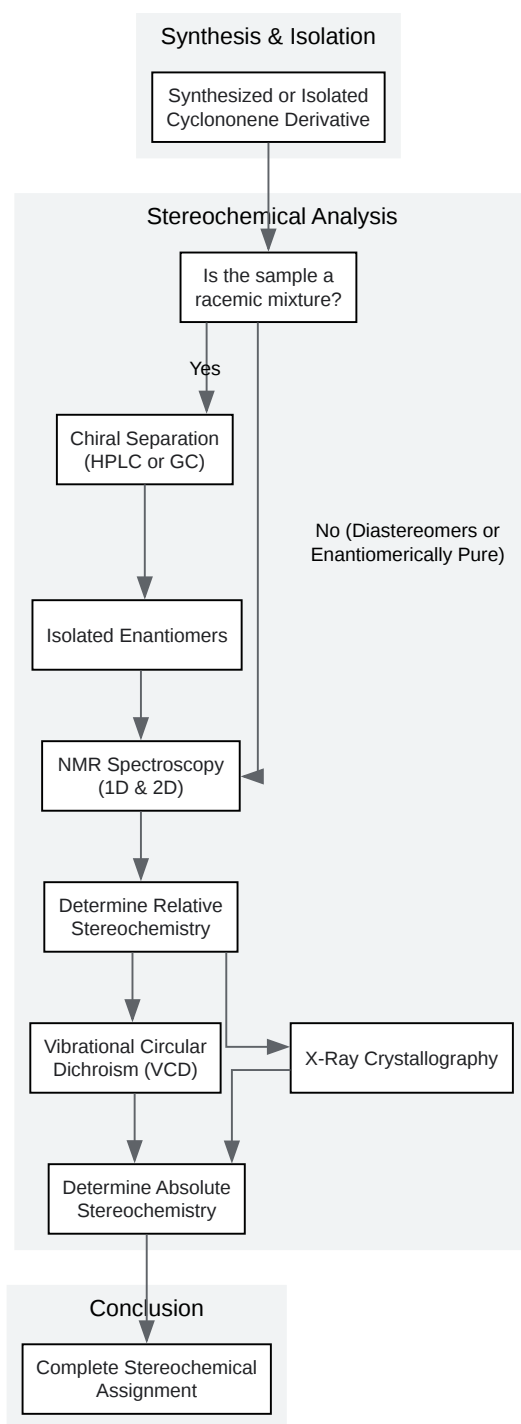 Synthesis & Isolation
Synthesized or Isolated
Cyclononene Derivative
Stereochemical Analysis
Is the sample a
racemic mixture?
Yes
Chiral Separation
(HPLC or GC)
No (Diastereomers or
Enantiomerically Pure)
Isolated Enantiomers
NMR Spectroscopy
(1D & 2D)
Determine Relative
Stereochemistry
Vibrational Circular
Dichroism (VCD)
X-Ray Crystallography
Determine Absolute
Stereochemistry
Conclusion
Complete Stereochemical
Assignment